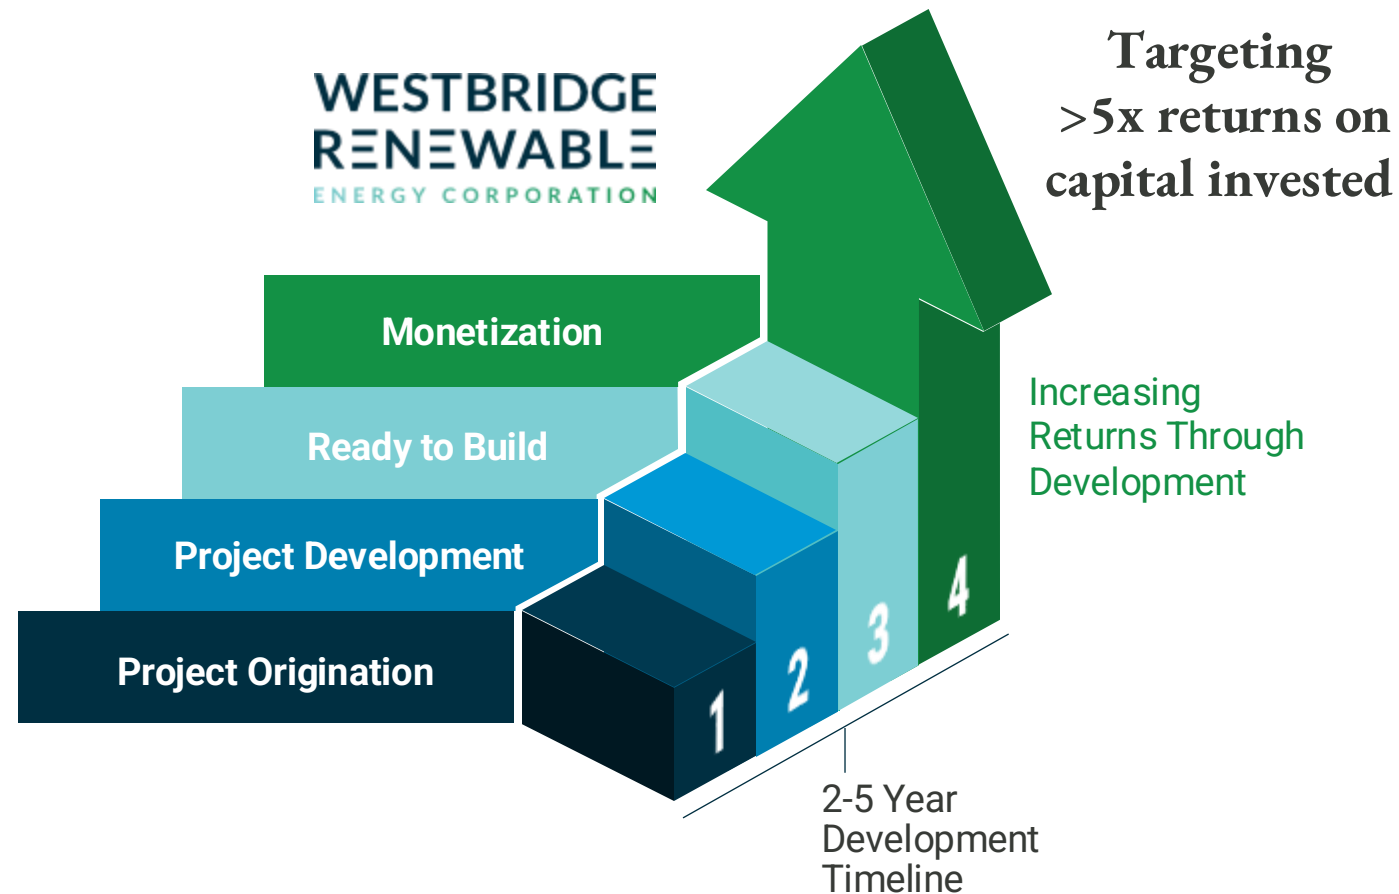 WESTBRIDGE
RENEWABLE
ENERGY CORPORATION
Targeting
>5x returns on
capital invested
Monetization
Ready to Build
Project Development
Project Origination
Increasing
Returns Through
Development
1
2
3
4
2-5 Year
Development
Timeline